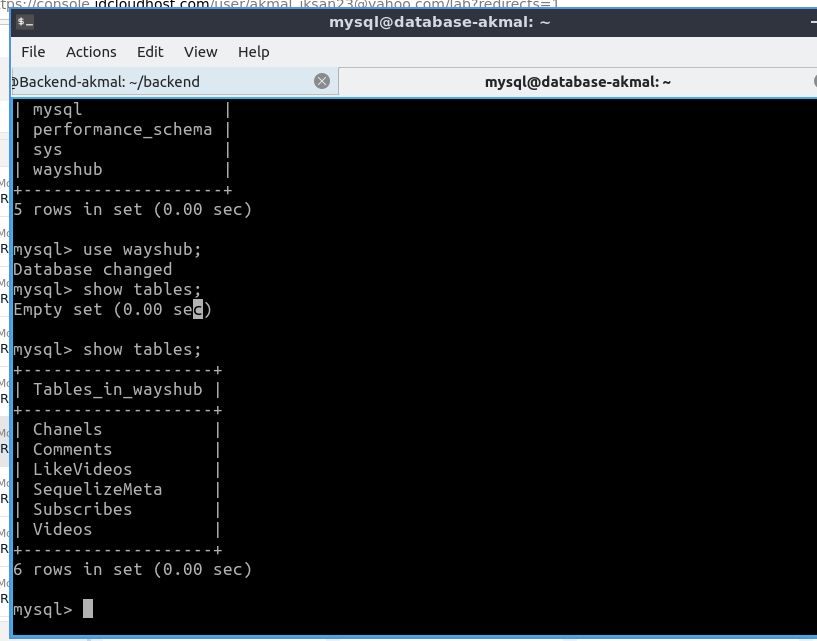 ttps://console.idcloudhost.com/user/akmal_iksan23@yahoo.com/lab?redirects=1
mysql@database-akmal: ~
File Actions Edit View Help
@Backend-akmal: ~/backend
mysql@database-akmal: ~
| mysql              |
| performance_schema |
| sys                |
| wayshub            |
+--------------------+
5 rows in set (0.00 sec)
mysql> use wayshub;
Database changed
mysql> show tables;
Empty set (0.00 sec)
mysql> show tables;
+-------------------+
| Tables_in_wayshub |
+-------------------+
| Chanels           |
| Comments          |
| LikeVideos        |
| SequelizeMeta     |
| Subscribes        |
| Videos            |
+-------------------+
6 rows in set (0.00 sec)
mysql>